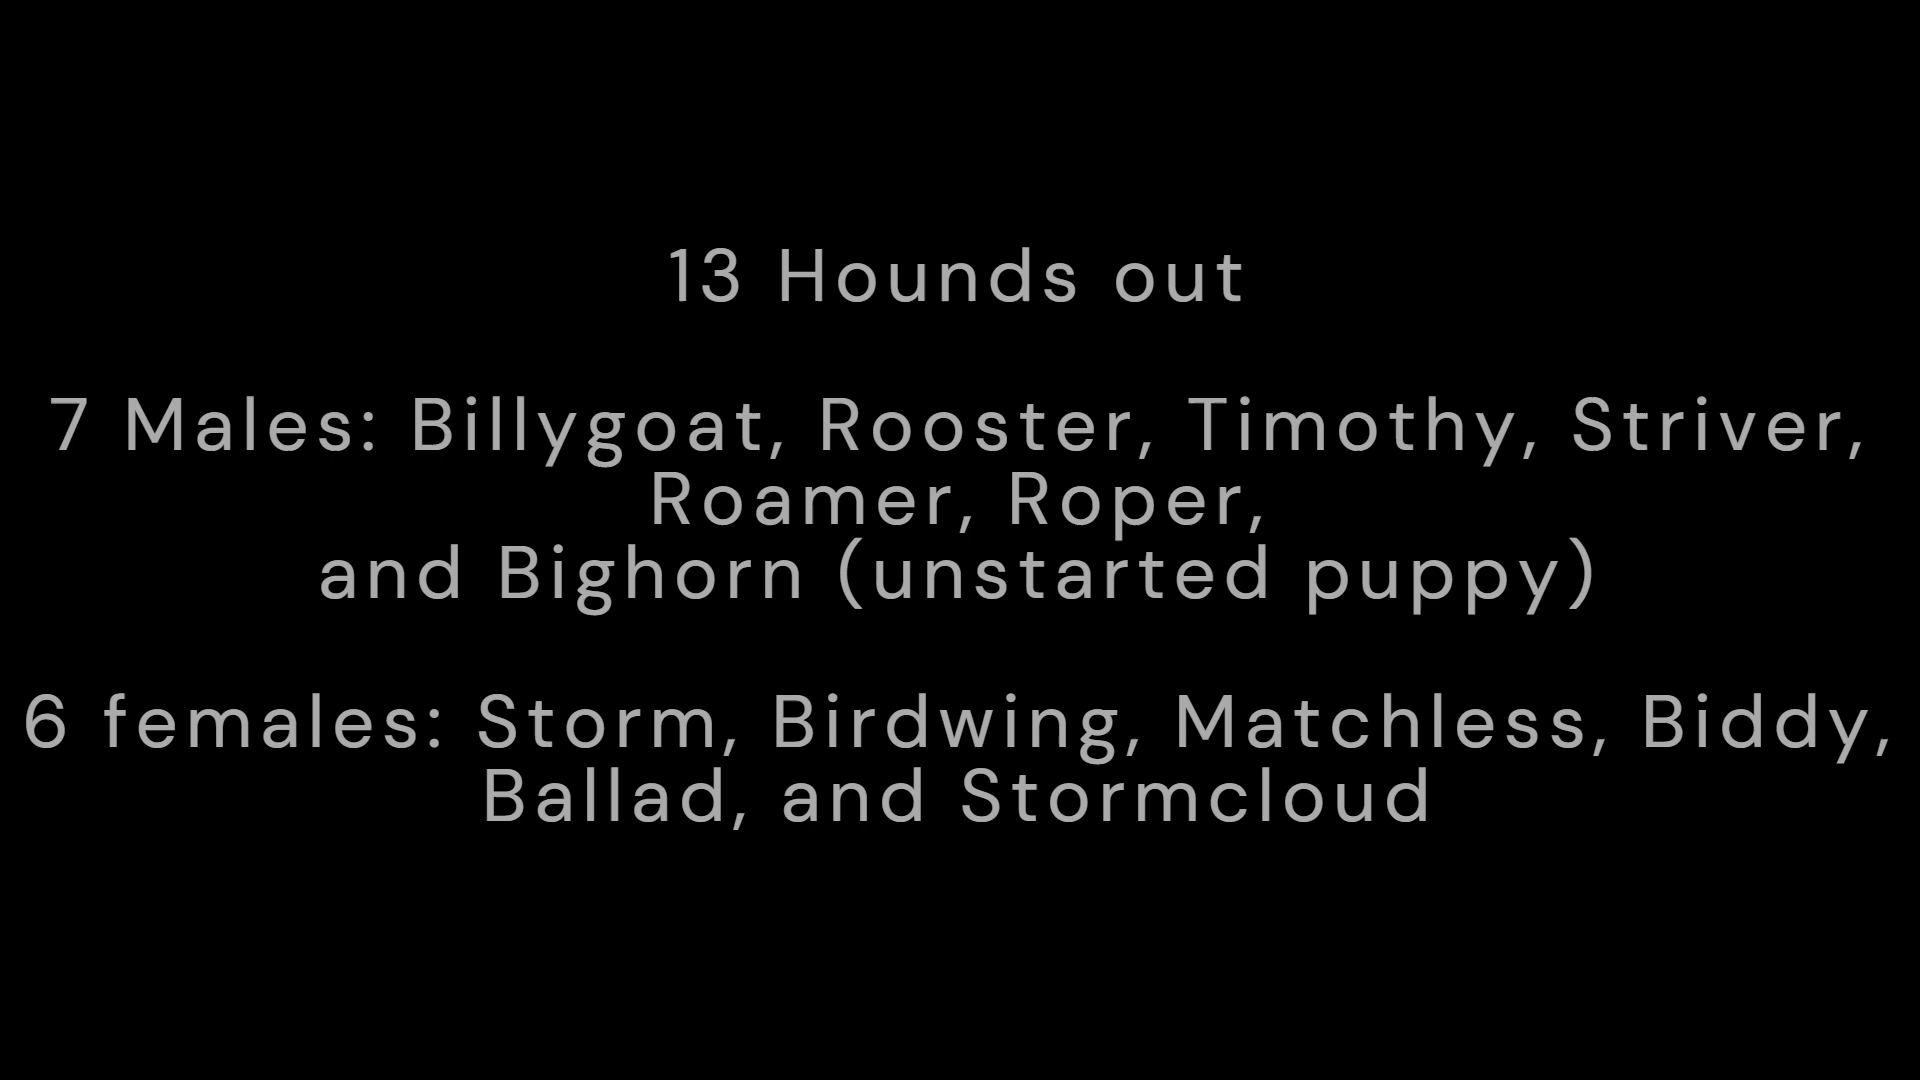 13 Hounds out
7 Males: Billygoat, Rooster, Timothy, Striver,
Roamer, Roper,
and Bighorn (unstarted puppy)
6 females: Storm, Birdwing, Matchless, Biddy,
Ballad, and Stormcloud